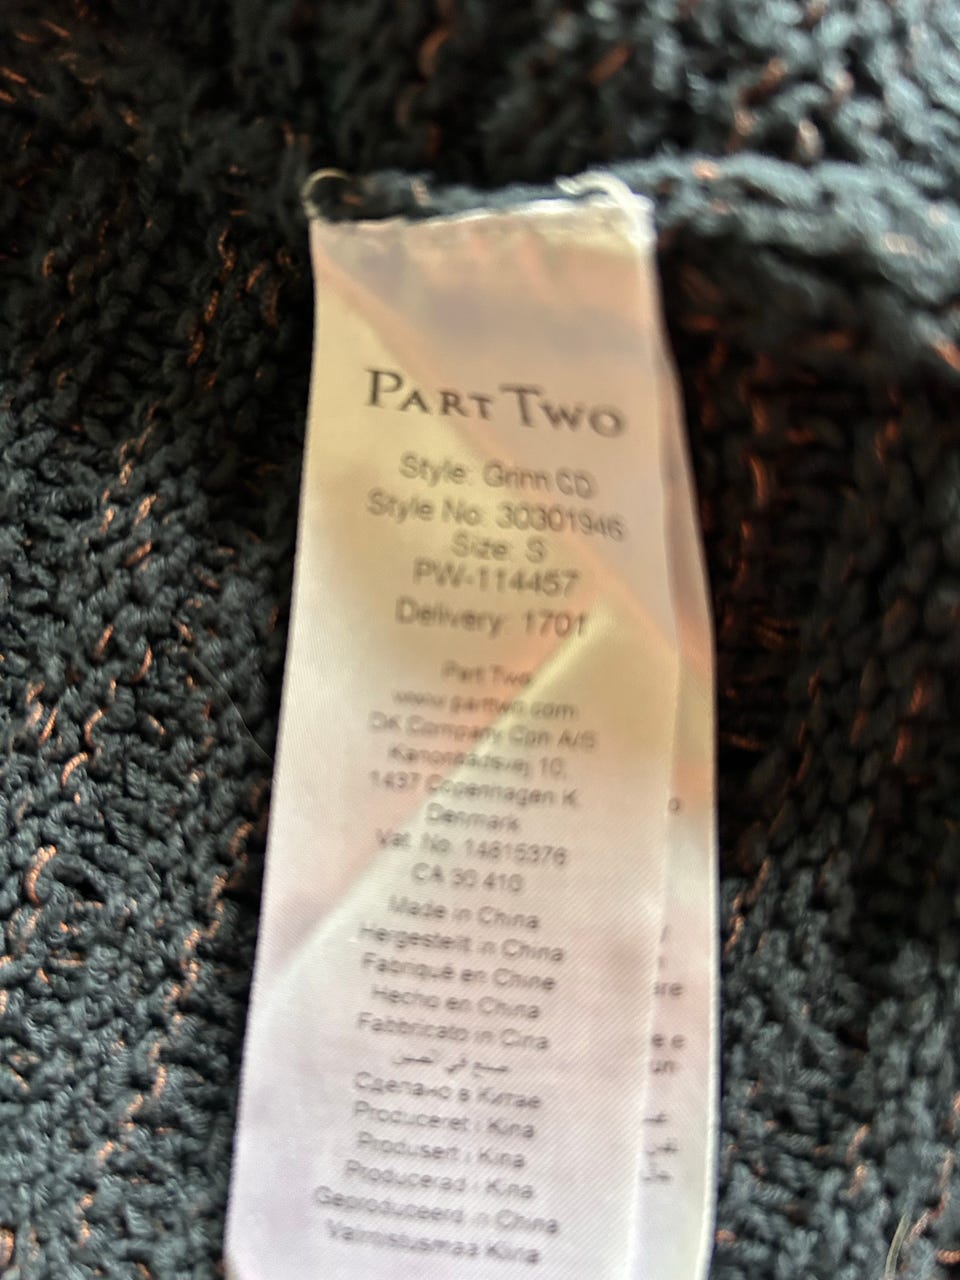 PART TWO
Style: Grinn CD
Style No: 30301946
Size: S
PW-114457
Delivery: 1701
Part Two
www.parttwo.com
DK Company Cph A/S
Kanonbådsvej 10,
1437 Copenhagen K.
Denmark
Vat. No. 14615376
CA 30 410
Made in China
Hergestellt in China
Fabriqué en Chine
Hecho en China
Fabbricato in Cina
صنع في الصين
Сделано в Китае
Produceret i Kina
Produsert i Kina
Producerad i Kina
Geproduceerd in China
Valmistusmaa Kiina